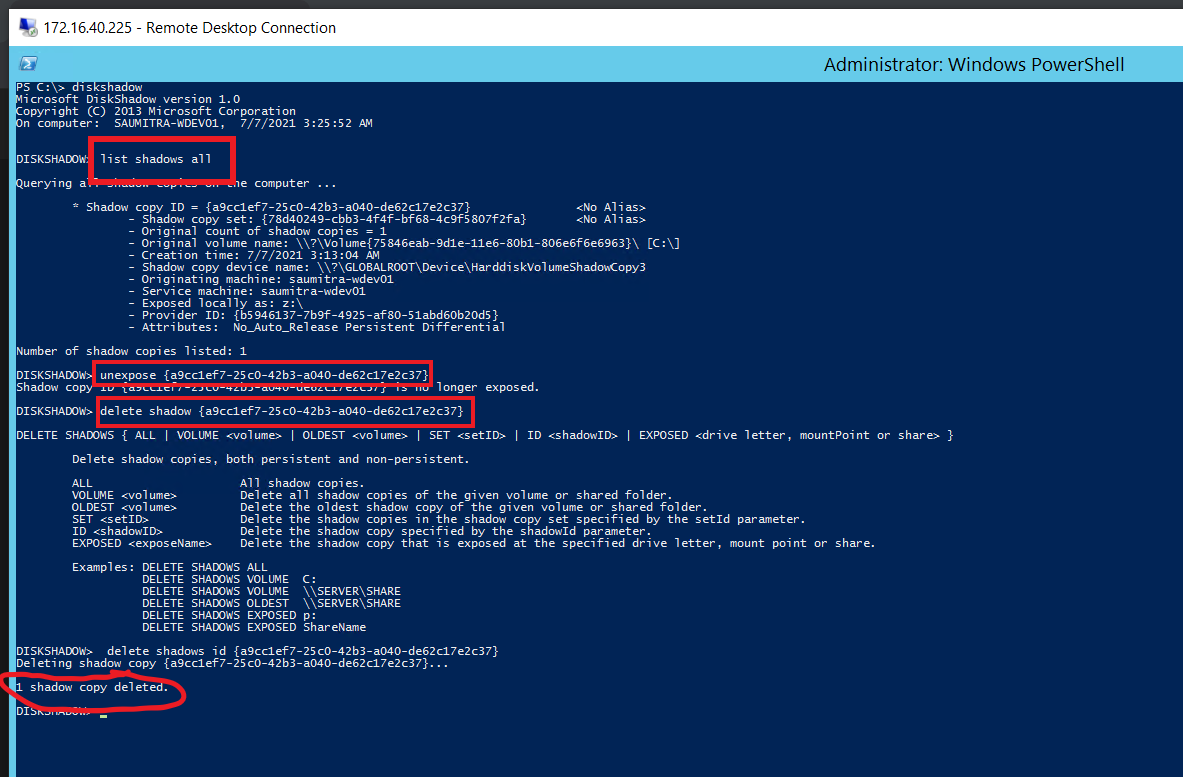 172.16.40.225 - Remote Desktop Connection
Administrator: Windows PowerShell
PS C:\> diskshadow
Microsoft DiskShadow version 1.0
Copyright (C) 2013 Microsoft Corporation
On computer:  SAUMITRA-WDEV01,  7/7/2021 3:25:52 AM
DISKSHADOW> list shadows all
Querying all shadow copies on the computer ...
* Shadow copy ID = {a9cc1ef7-25c0-42b3-a040-de62c17e2c37} <No Alias>
- Shadow copy set: {78d40249-cbb3-4f4f-bf68-4c9f5807f2fa} <No Alias>
- Original count of shadow copies = 1
- Original volume name: \\?\Volume{75846eab-9d1e-11e6-80b1-806e6f6e6963}\ [C:\]
- Creation time: 7/7/2021 3:13:04 AM
- Shadow copy device name: \\?\GLOBALROOT\Device\HarddiskVolumeShadowCopy3
- Originating machine: saumitra-wdev01
- Service machine: saumitra-wdev01
- Exposed locally as: z:\
- Provider ID: {b5946137-7b9f-4925-af80-51abd60b20d5}
- Attributes:  No_Auto_Release Persistent Differential
Number of shadow copies listed: 1
DISKSHADOW> unexpose {a9cc1ef7-25c0-42b3-a040-de62c17e2c37}
Shadow copy ID {a9cc1ef7-25c0-42b3-a040-de62c17e2c37} is no longer exposed.
DISKSHADOW> delete shadow {a9cc1ef7-25c0-42b3-a040-de62c17e2c37}
DELETE SHADOWS { ALL | VOLUME <volume> | OLDEST <volume> | SET <setID> | ID <shadowID> | EXPOSED <drive letter, mountPoint or share> }
Delete shadow copies, both persistent and non-persistent.
ALL All shadow copies.
VOLUME <volume> Delete all shadow copies of the given volume or shared folder.
OLDEST <volume> Delete the oldest shadow copy of the given volume or shared folder.
SET <setID> Delete the shadow copies in the shadow copy set specified by the setId parameter.
ID <shadowID> Delete the shadow copy specified by the shadowId parameter.
EXPOSED <exposeName> Delete the shadow copy that is exposed at the specified drive letter, mount point or share.
Examples: DELETE SHADOWS ALL
DELETE SHADOWS VOLUME  C:
DELETE SHADOWS VOLUME  \\SERVER\SHARE
DELETE SHADOWS OLDEST  \\SERVER\SHARE
DELETE SHADOWS EXPOSED p:
DELETE SHADOWS EXPOSED ShareName
DISKSHADOW>  delete shadows id {a9cc1ef7-25c0-42b3-a040-de62c17e2c37}
Deleting shadow copy {a9cc1ef7-25c0-42b3-a040-de62c17e2c37}...
1 shadow copy deleted.
DISKSHADOW>